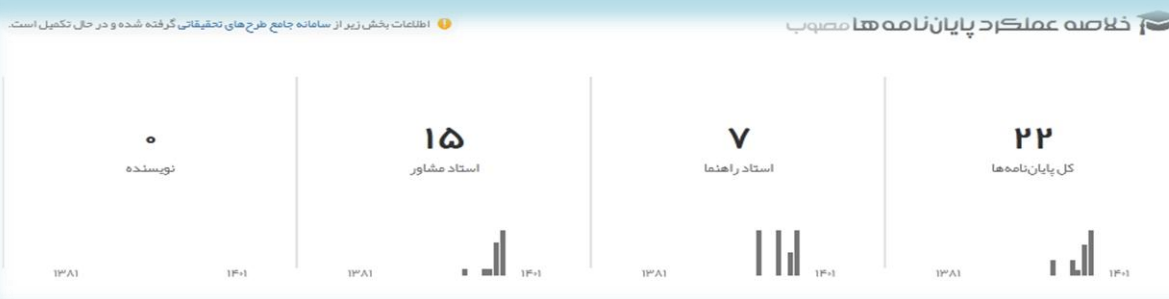 خلاصه عملکرد پایان‌نامه ها مصوب
اطلاعات بخش زیر از سامانه جامع طرح‌های تحقیقاتی گرفته شده و در حال تکمیل است.
۲۲
کل پایان‌نامه‌ها
۱۴۰۱
۱۳۸۱
۷
استاد راهنما
۱۴۰۱
۱۳۸۱
۱۵
استاد مشاور
۱۴۰۱
۱۳۸۱
۰
نویسنده
۱۴۰۱
۱۳۸۱